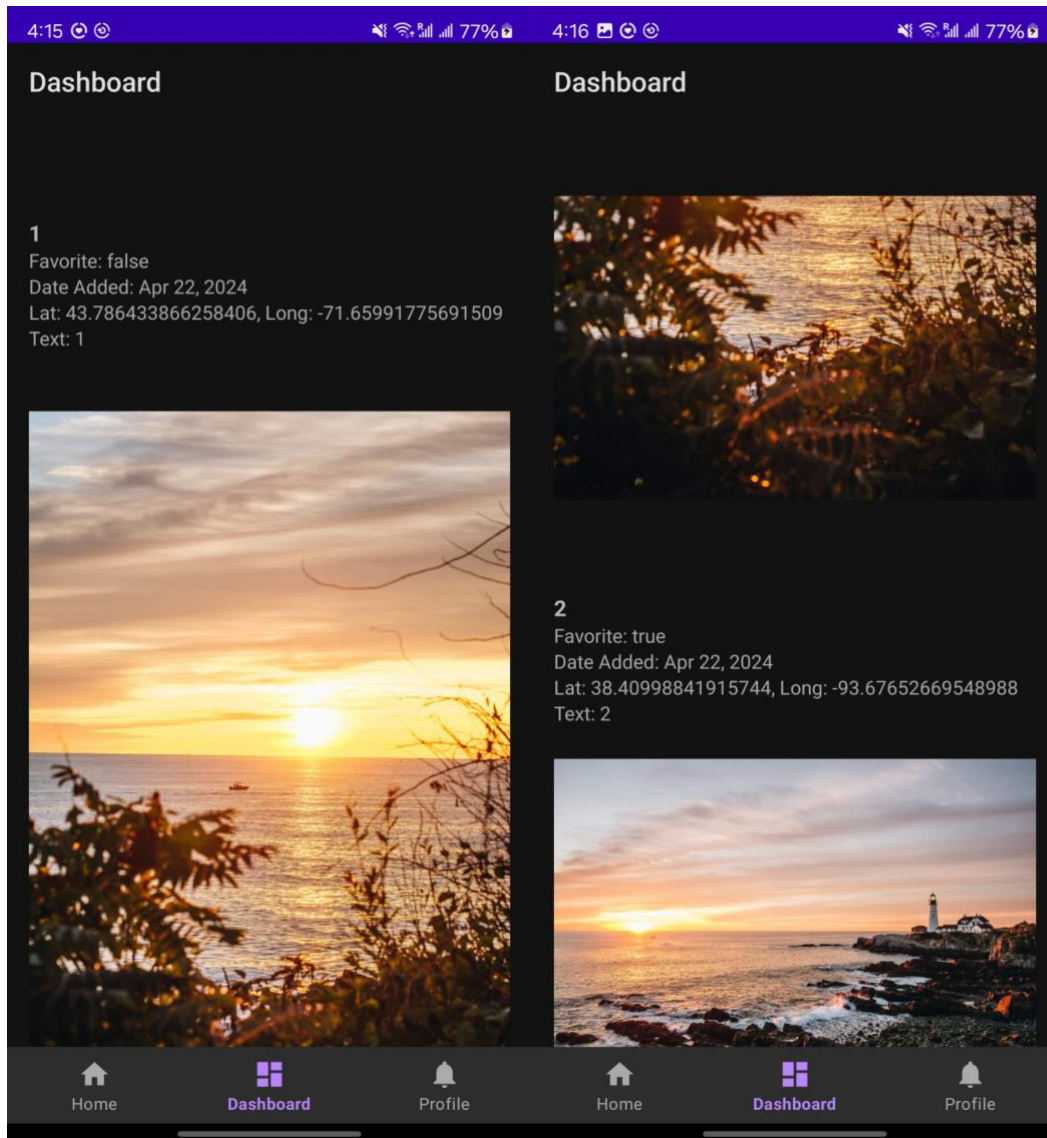 4:15 77%
Dashboard
1
Favorite: false
Date Added: Apr 22, 2024
Lat: 43.786433866258406, Long: -71.65991775691509
Text: 1
Home Dashboard Profile
4:16 R 77%
Dashboard
2
Favorite: true
Date Added: Apr 22, 2024
Lat: 38.40998841915744, Long: -93.67652669548988
Text: 2
Home Dashboard Profile